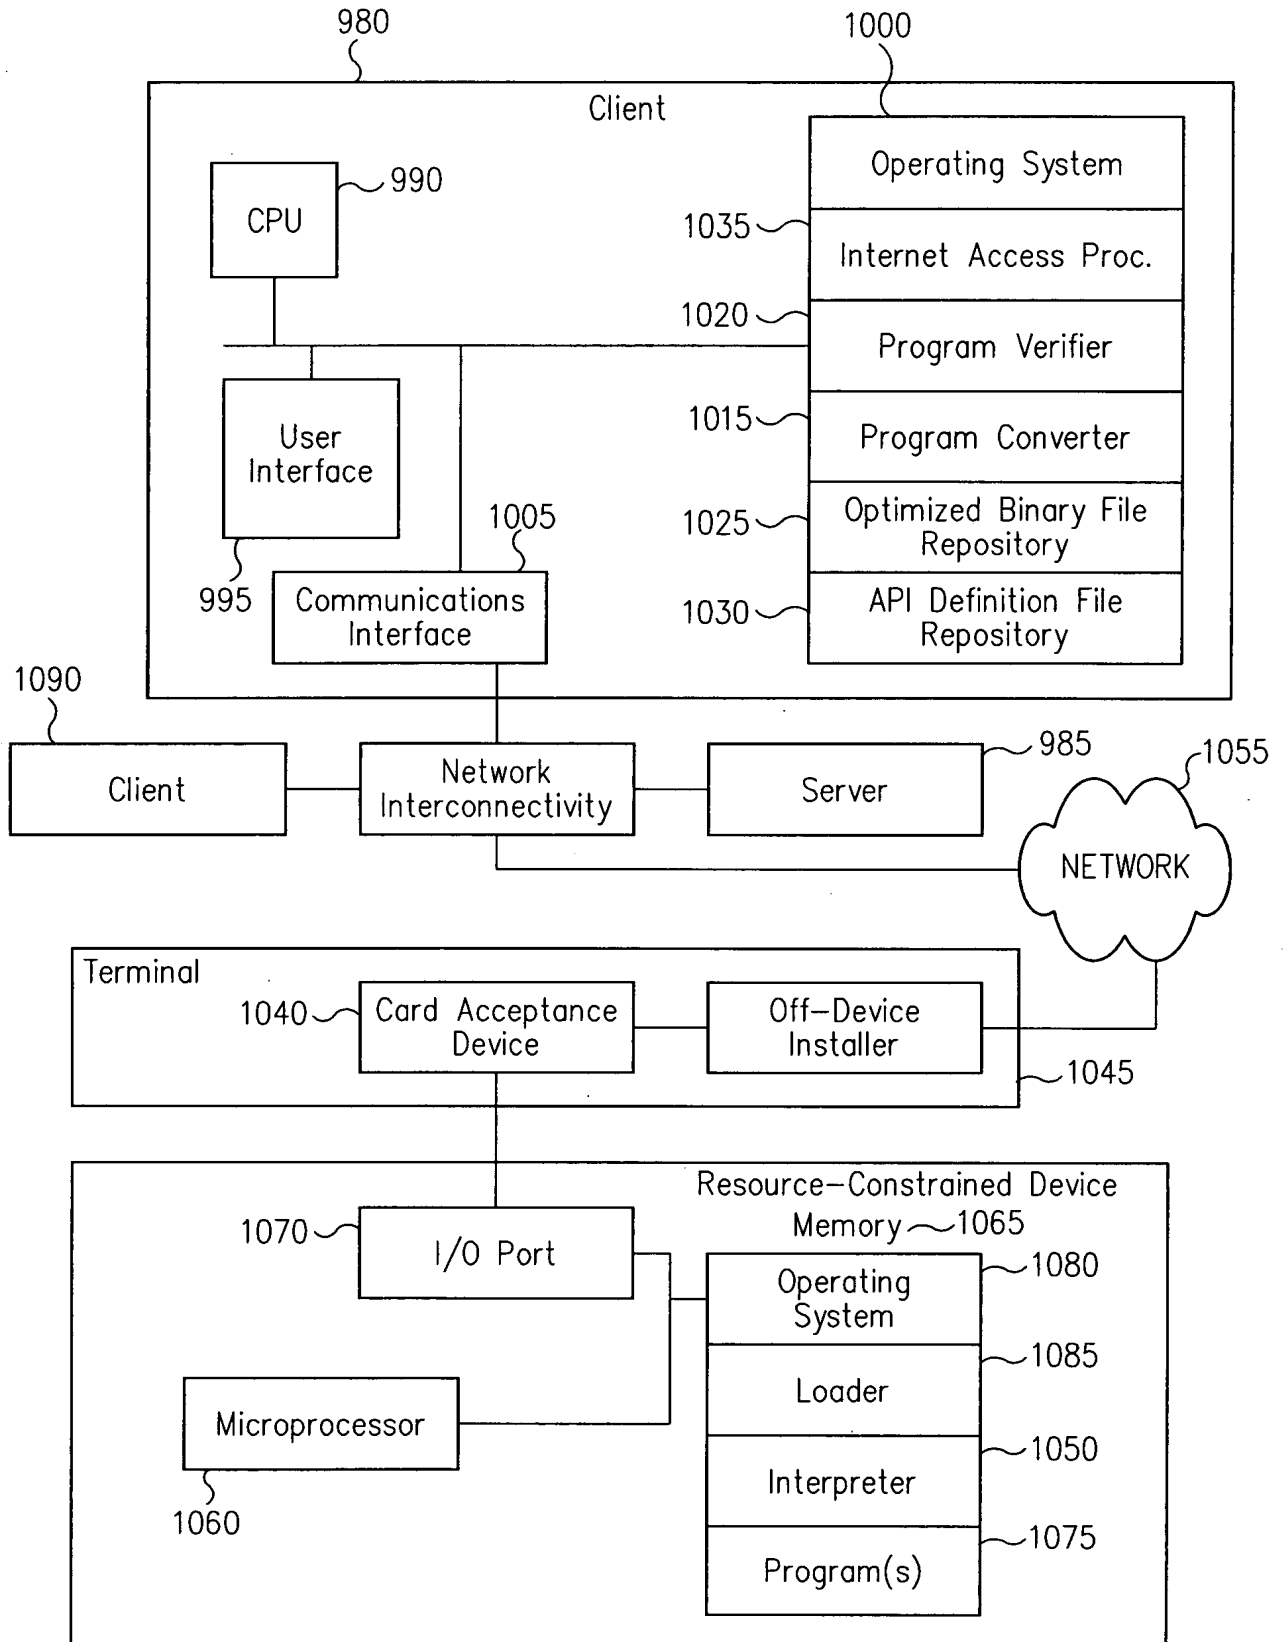 980
1000
Client
Operating System
990
CPU
1035
Internet Access Proc.
1020
Program Verifier
1015
Program Converter
User
Interface
1005
1025
Optimized Binary File
Repository
995
Communications
Interface
1030
API Definition File
Repository
1090
985
1055
Client
Network
Interconnectivity
Server
NETWORK
Terminal
1040
Card Acceptance
Device
Off-Device
Installer
1045
Resource-Constrained Device
Memory 1065
1070
I/O Port
1080
Operating
System
1085
Loader
Microprocessor
1050
Interpreter
1060
1075
Program(s)